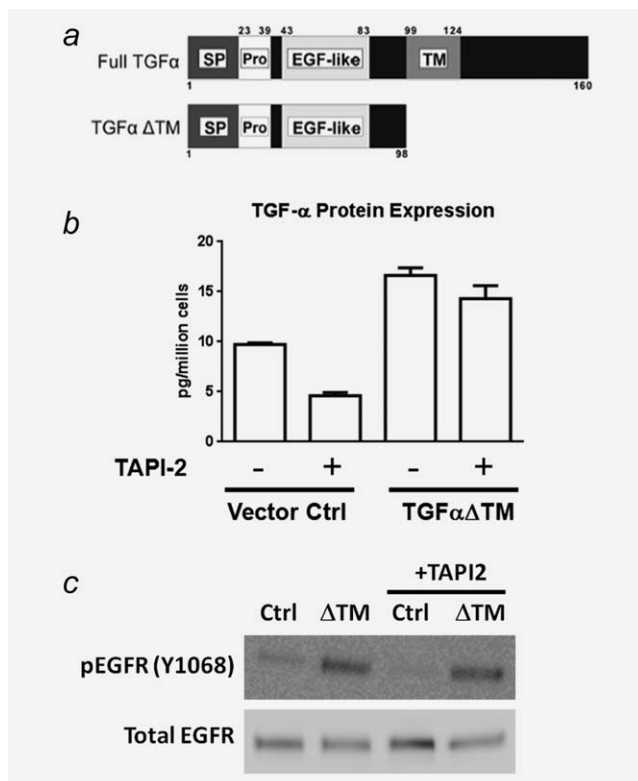 a
23 39 43 83 99 124
Full TGFα SP Pro EGF-like TM
1 160
TGFα ΔTM SP Pro EGF-like
1 98
b
TGF-α Protein Expression
20
15
10
5
0
pg/million cells
TAPI-2 - + - +
Vector Ctrl TGFαΔTM
c
+TAPI2
Ctrl ΔTM Ctrl ΔTM
pEGFR (Y1068)
Total EGFR